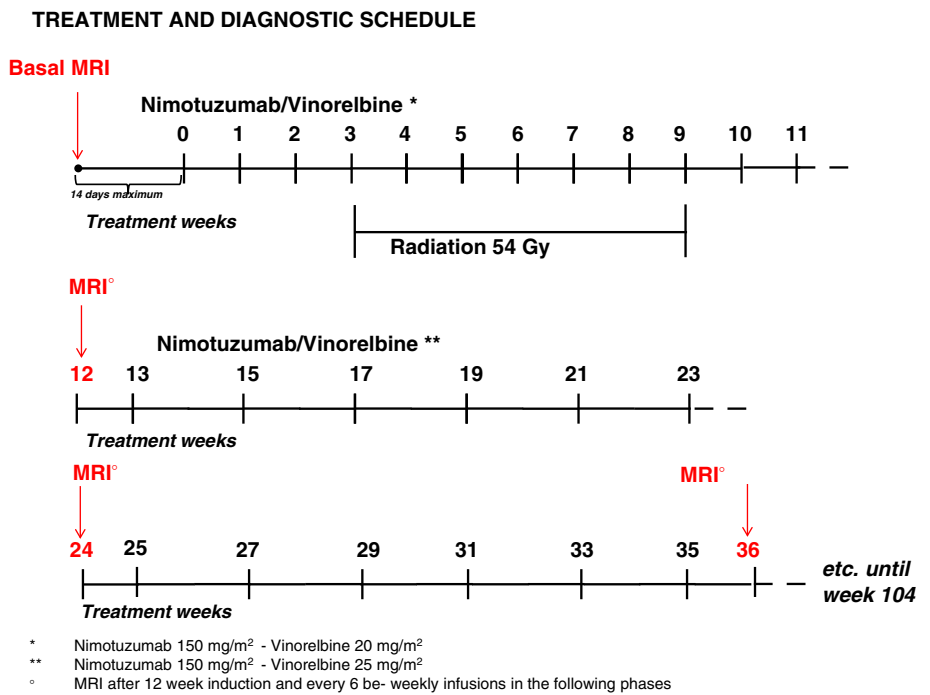 TREATMENT AND DIAGNOSTIC SCHEDULE
Basal MRI
Nimotuzumab/Vinorelbine *
0 1 2 3 4 5 6 7 8 9 10 11
14 days maximum
Treatment weeks
Radiation 54 Gy
MRI°
Nimotuzumab/Vinorelbine **
12 13 15 17 19 21 23
Treatment weeks
MRI° MRI°
24 25 27 29 31 33 35 36
etc. until
week 104
Treatment weeks
* Nimotuzumab 150 mg/m² - Vinorelbine 20 mg/m²
** Nimotuzumab 150 mg/m² - Vinorelbine 25 mg/m²
° MRI after 12 week induction and every 6 be- weekly infusions in the following phases